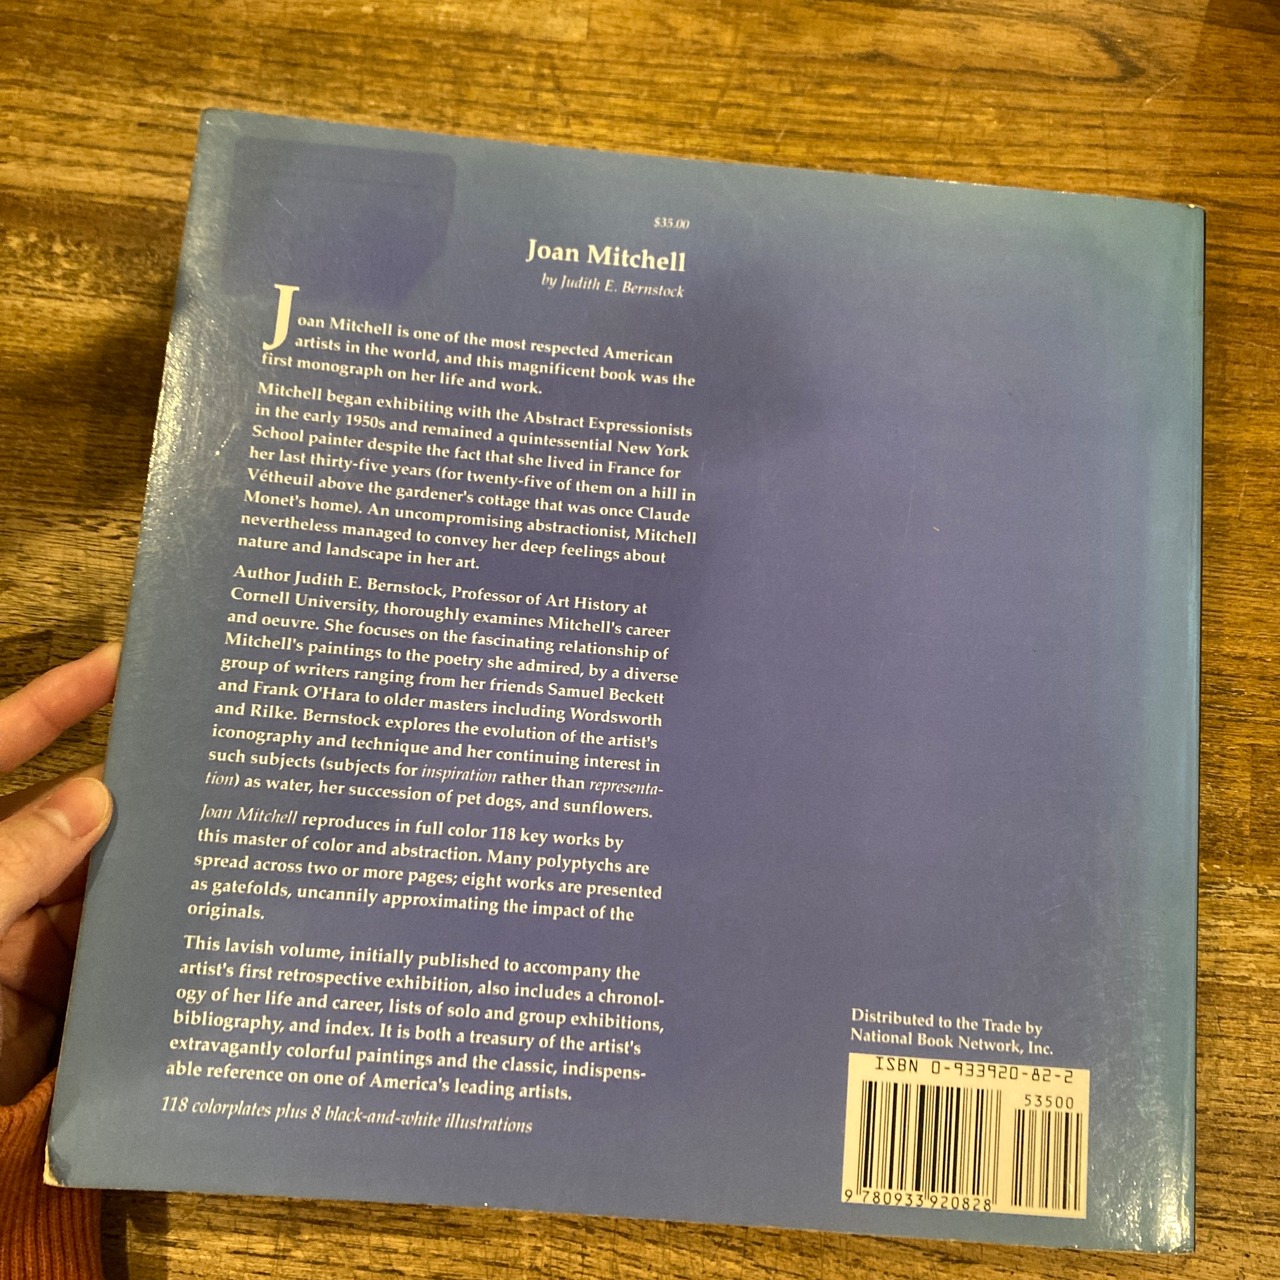 $35.00
Joan Mitchell
by Judith E. Bernstock
Joan Mitchell is one of the most respected American
artists in the world, and this magnificent book was the
first monograph on her life and work.
Mitchell began exhibiting with the Abstract Expressionists
in the early 1950s and remained a quintessential New York
School painter despite the fact that she lived in France for
her last thirty-five years (for twenty-five of them on a hill in
Vétheuil above the gardener's cottage that was once Claude
Monet's home). An uncompromising abstractionist, Mitchell
nevertheless managed to convey her deep feelings about
nature and landscape in her art.
Author Judith E. Bernstock, Professor of Art History at
Cornell University, thoroughly examines Mitchell's career
and oeuvre. She focuses on the fascinating relationship of
Mitchell's paintings to the poetry she admired, by a diverse
group of writers ranging from her friends Samuel Beckett
and Frank O'Hara to older masters including Wordsworth
and Rilke. Bernstock explores the evolution of the artist's
iconography and technique and her continuing interest in
such subjects (subjects for inspiration rather than representa-
tion) as water, her succession of pet dogs, and sunflowers.
Joan Mitchell reproduces in full color 118 key works by
this master of color and abstraction. Many polyptychs are
spread across two or more pages; eight works are presented
as gatefolds, uncannily approximating the impact of the
originals.
This lavish volume, initially published to accompany the
artist's first retrospective exhibition, also includes a chronol-
ogy of her life and career, lists of solo and group exhibitions,
bibliography, and index. It is both a treasury of the artist's
extravagantly colorful paintings and the classic, indispens-
able reference on one of America's leading artists.
118 colorplates plus 8 black-and-white illustrations
Distributed to the Trade by
National Book Network, Inc.
ISBN 0-933920-82-2
53500
9 780933 920828